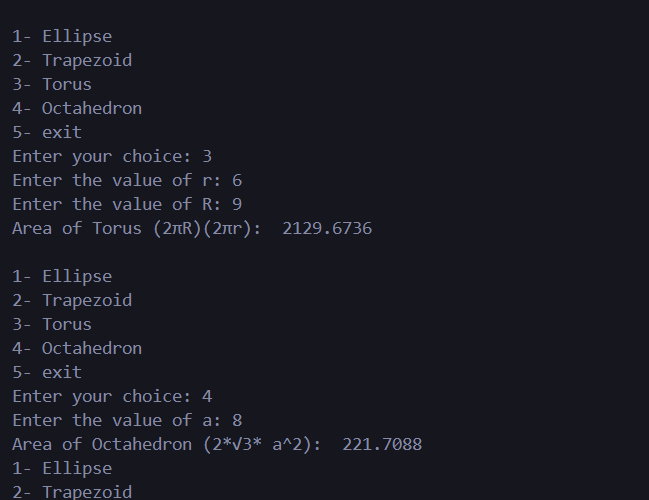 1- Ellipse
2- Trapezoid
3- Torus
4- Octahedron
5- exit
Enter your choice: 3
Enter the value of r: 6
Enter the value of R: 9
Area of Torus (2πR)(2πr):  2129.6736
1- Ellipse
2- Trapezoid
3- Torus
4- Octahedron
5- exit
Enter your choice: 4
Enter the value of a: 8
Area of Octahedron (2*√3* a^2):  221.7088
1- Ellipse
2- Trapezoid